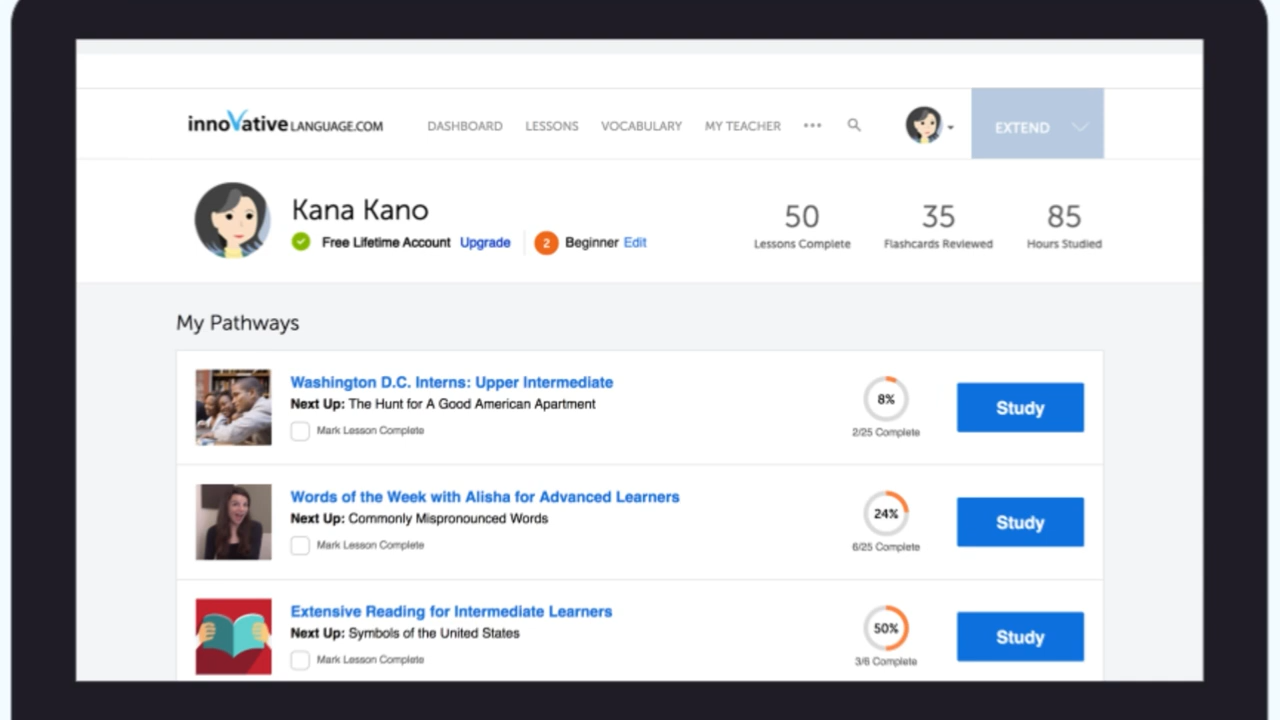 innoVative LANGUAGE.COM DASHBOARD LESSONS VOCABULARY MY TEACHER ••• EXTEND
Kana Kano
Free Lifetime Account Upgrade 2 Beginner Edit
50 35 85
Lessons Complete Flashcards Reviewed Hours Studied
My Pathways
Washington D.C. Interns: Upper Intermediate
Next Up: The Hunt for A Good American Apartment
Mark Lesson Complete
8%
2/25 Complete
Study
Words of the Week with Alisha for Advanced Learners
Next Up: Commonly Mispronounced Words
Mark Lesson Complete
24%
6/25 Complete
Study
Extensive Reading for Intermediate Learners
Next Up: Symbols of the United States
Mark Lesson Complete
50%
3/6 Complete
Study